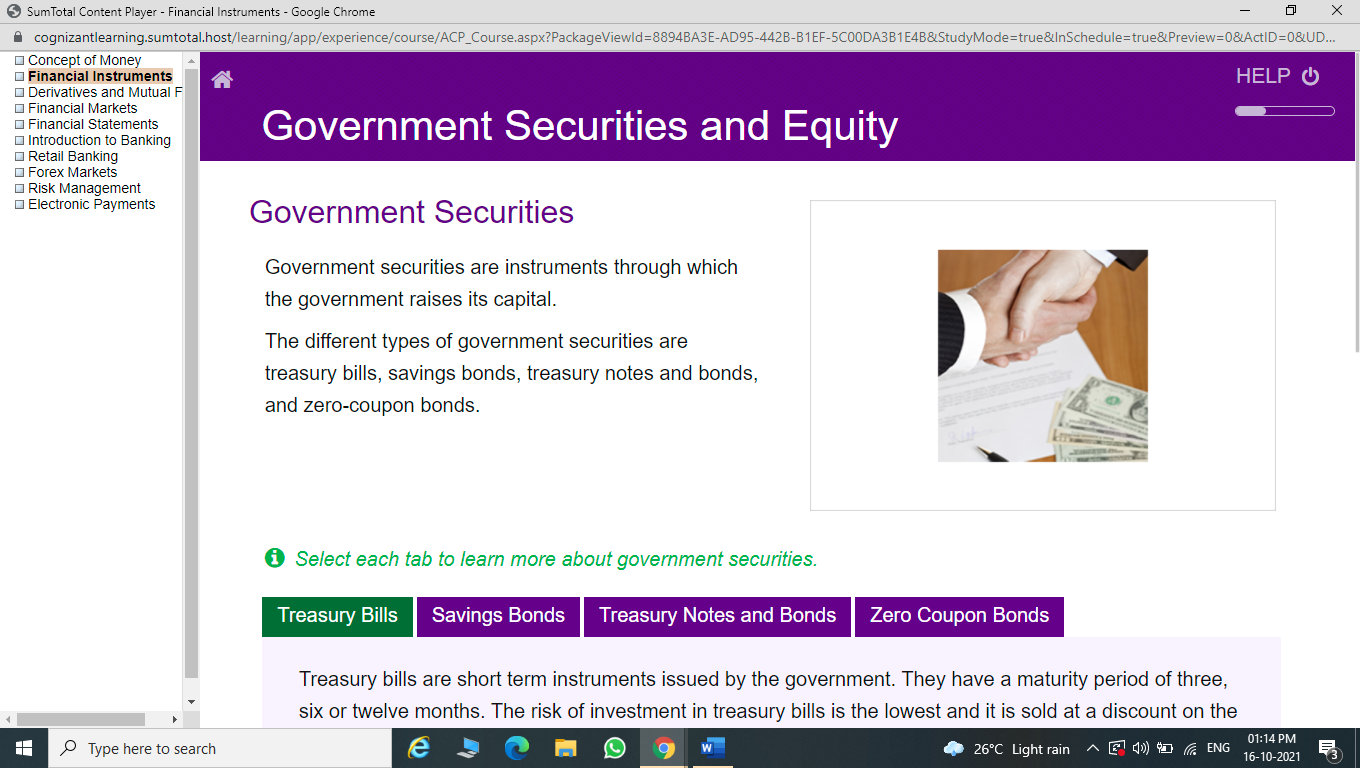 SumTotal Content Player - Financial Instruments - Google Chrome
cognizantlearning.sumtotal.host/learning/app/experience/course/ACP_Course.aspx?PackageViewId=8894BA3E-AD95-442B-B1EF-5C00DA3B1E4B&StudyMode=true&InSchedule=true&Preview=0&ActID=0&UD...
Concept of Money
Financial Instruments
Derivatives and Mutual F
Financial Markets
Financial Statements
Introduction to Banking
Retail Banking
Forex Markets
Risk Management
Electronic Payments
HELP
Government Securities and Equity
Government Securities
Government securities are instruments through which
the government raises its capital.
The different types of government securities are
treasury bills, savings bonds, treasury notes and bonds,
and zero-coupon bonds.
Select each tab to learn more about government securities.
Treasury Bills Savings Bonds Treasury Notes and Bonds Zero Coupon Bonds
Treasury bills are short term instruments issued by the government. They have a maturity period of three,
six or twelve months. The risk of investment in treasury bills is the lowest and it is sold at a discount on the
Type here to search
26°C Light rain
ENG
01:14 PM
16-10-2021
3